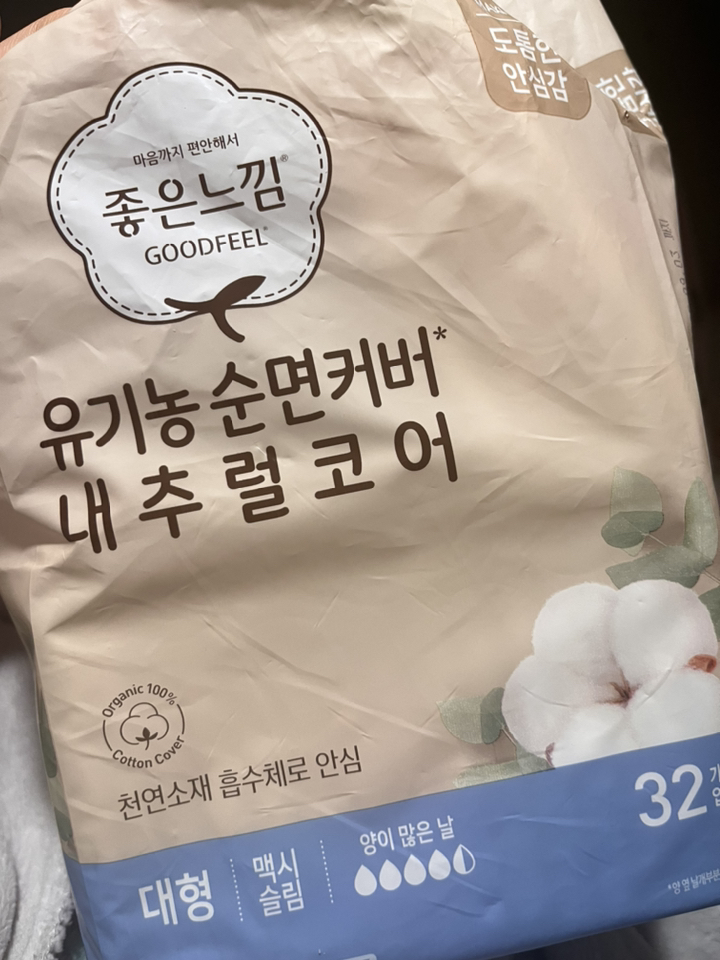 도톰한
안심감
마음까지 편안해서
좋은느낌®
GOODFEEL®
유기농 순면커버*
내추럴코어
Organic 100%
Cotton Cover
천연소재 흡수체로 안심
대형
맥시
슬림
양이 많은 날
32